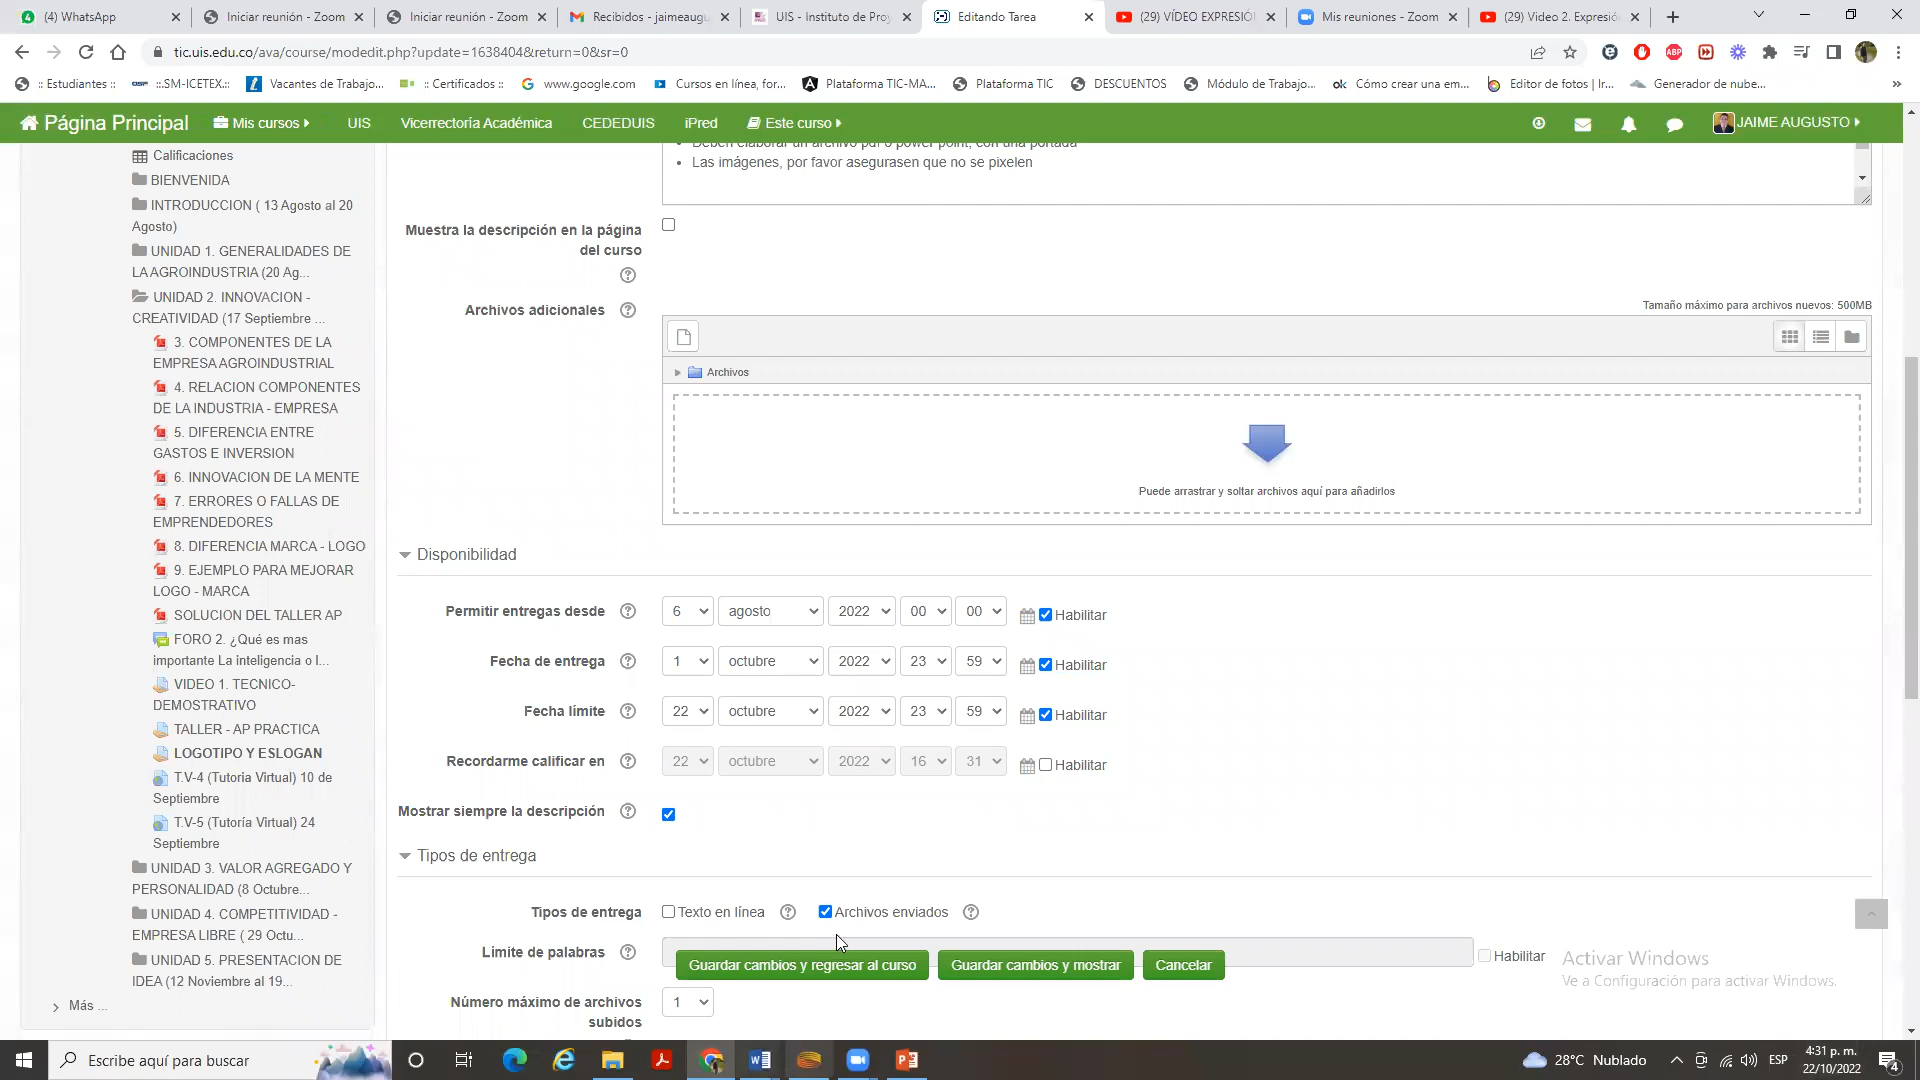 (4) WhatsApp
Iniciar reunión - Zoom
Iniciar reunión - Zoom
Recibidos - jaimeaugu
UIS - Instituto de Proy
Editando Tarea
(29) VÍDEO EXPRESIÓN
Mis reuniones - Zoom
(29) Video 2. Expresió
tic.uis.edu.co/ava/course/modedit.php?update=1638404&return=0&sr=0
:: Estudiantes ::
::.SM-ICETEX.::
Vacantes de Trabajo...
:: Certificados ::
www.google.com
Cursos en línea, for...
Plataforma TIC-MA...
Plataforma TIC
DESCUENTOS
Módulo de Trabajo...
Cómo crear una em...
Editor de fotos | Ir...
Generador de nube...
Página Principal
Mis cursos
UIS
Vicerrectoría Académica
CEDEDUIS
iPred
Este curso
JAIME AUGUSTO
Calificaciones
BIENVENIDA
INTRODUCCION ( 13 Agosto al 20
Agosto)
UNIDAD 1. GENERALIDADES DE
LA AGROINDUSTRIA (20 Ag...
UNIDAD 2. INNOVACION -
CREATIVIDAD (17 Septiembre ...
3. COMPONENTES DE LA
EMPRESA AGROINDUSTRIAL
4. RELACION COMPONENTES
DE LA INDUSTRIA - EMPRESA
5. DIFERENCIA ENTRE
GASTOS E INVERSION
6. INNOVACION DE LA MENTE
7. ERRORES O FALLAS DE
EMPRENDEDORES
8. DIFERENCIA MARCA - LOGO
9. EJEMPLO PARA MEJORAR
LOGO - MARCA
SOLUCION DEL TALLER AP
FORO 2. ¿Qué es mas
importante La inteligencia o l...
VIDEO 1. TECNICO-
DEMOSTRATIVO
TALLER - AP PRACTICA
LOGOTIPO Y ESLOGAN
T.V-4 (Tutoria Virtual) 10 de
Septiembre
T.V-5 (Tutoría Virtual) 24
Septiembre
UNIDAD 3. VALOR AGREGADO Y
PERSONALIDAD (8 Octubre...
UNIDAD 4. COMPETITIVIDAD -
EMPRESA LIBRE ( 29 Octu...
UNIDAD 5. PRESENTACION DE
IDEA (12 Noviembre al 19...
Más ...
Deben elaborar un archivo pdf o power point, con una portada
Las imágenes, por favor asegurasen que no se pixelen
Muestra la descripción en la página
del curso
Archivos adicionales
Tamaño máximo para archivos nuevos: 500MB
Archivos
Puede arrastrar y soltar archivos aquí para añadirlos
Disponibilidad
Permitir entregas desde 6 agosto 2022 00 00 Habilitar
Fecha de entrega 1 octubre 2022 23 59 Habilitar
Fecha límite 22 octubre 2022 23 59 Habilitar
Recordarme calificar en 22 octubre 2022 16 31 Habilitar
Mostrar siempre la descripción
Tipos de entrega
Tipos de entrega Texto en línea Archivos enviados
Límite de palabras Habilitar
Guardar cambios y regresar al curso
Guardar cambios y mostrar
Cancelar
Número máximo de archivos
subidos
1
Activar Windows
Ve a Configuración para activar Windows.
Escribe aquí para buscar
28°C Nublado
ESP
4:31 p. m.
22/10/2022
4